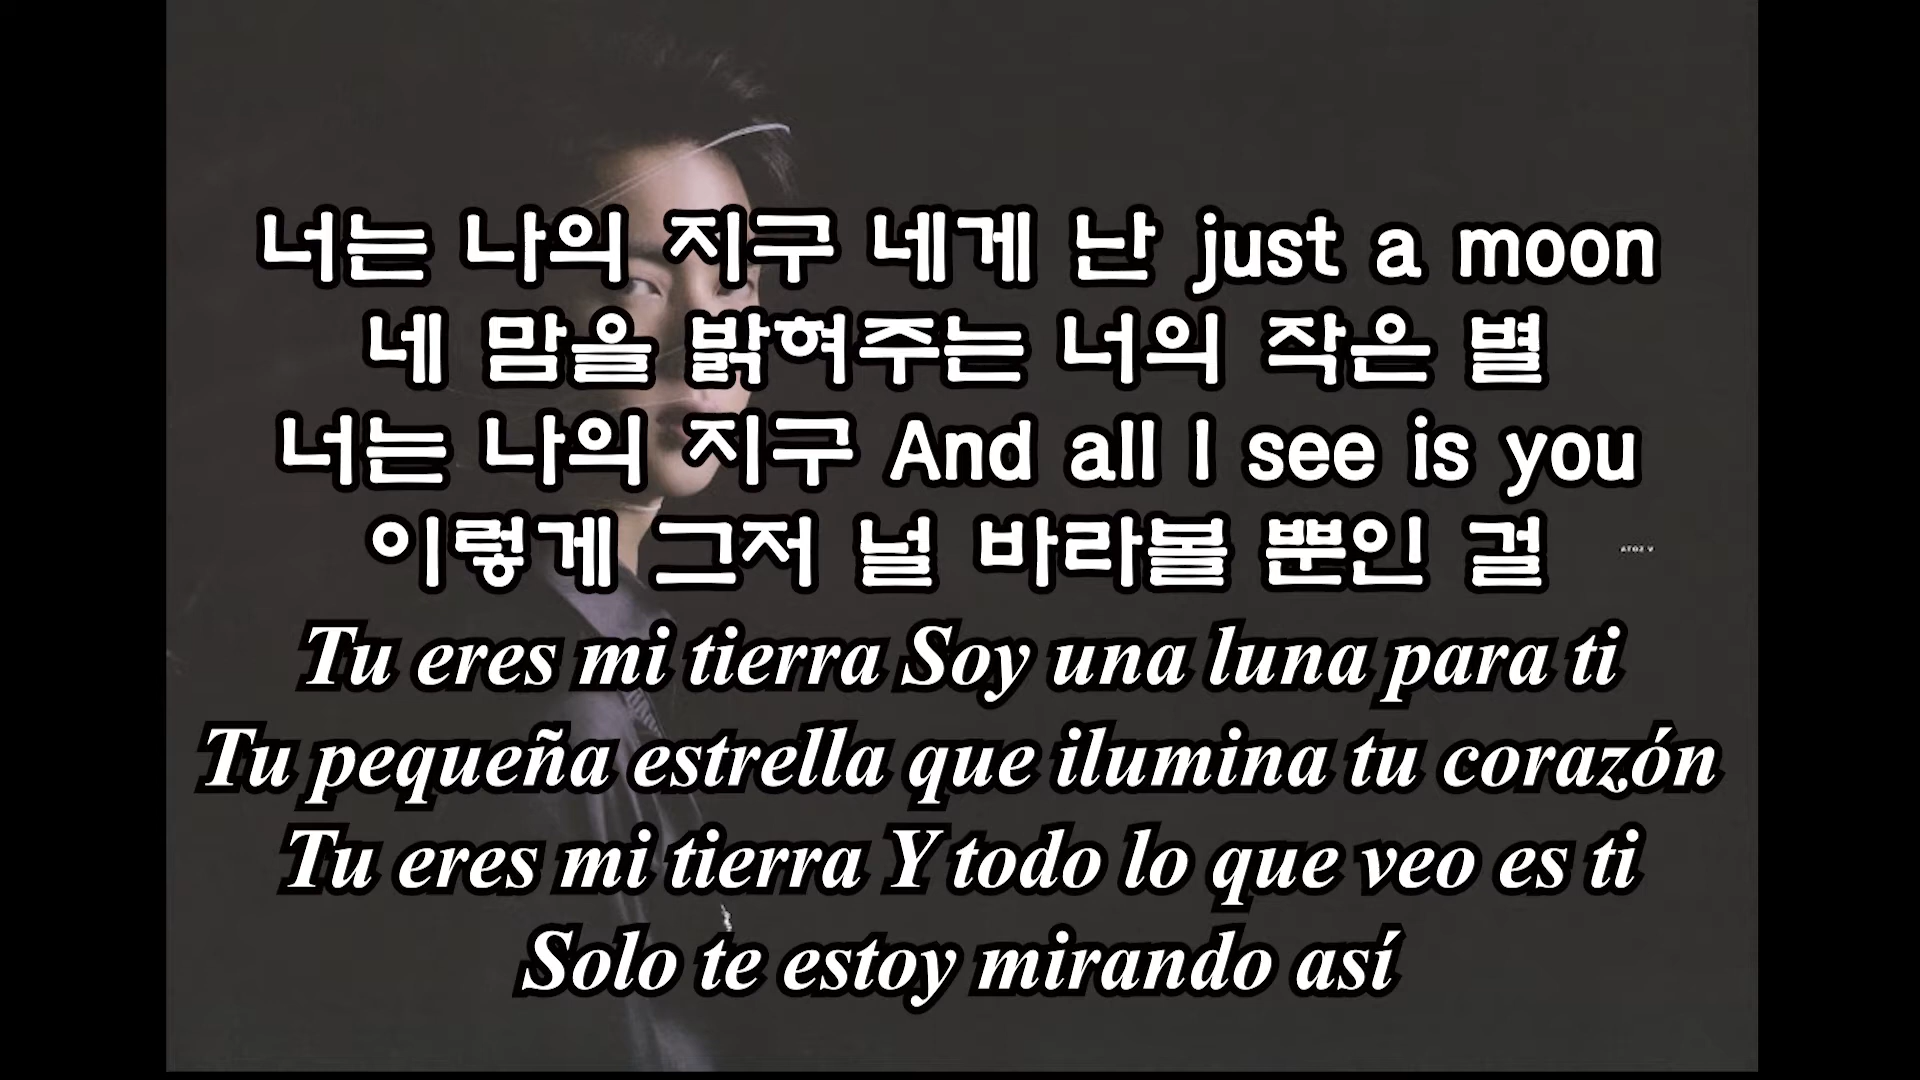 너는 나의 지구 네게 난 just a moon
네 맘을 밝혀주는 너의 작은 별
너는 나의 지구 And all I see is you
이렇게 그저 널 바라볼 뿐인 걸
Tu eres mi tierra Soy una luna para ti
Tu pequeña estrella que ilumina tu corazón
Tu eres mi tierra Y todo lo que veo es ti
Solo te estoy mirando así